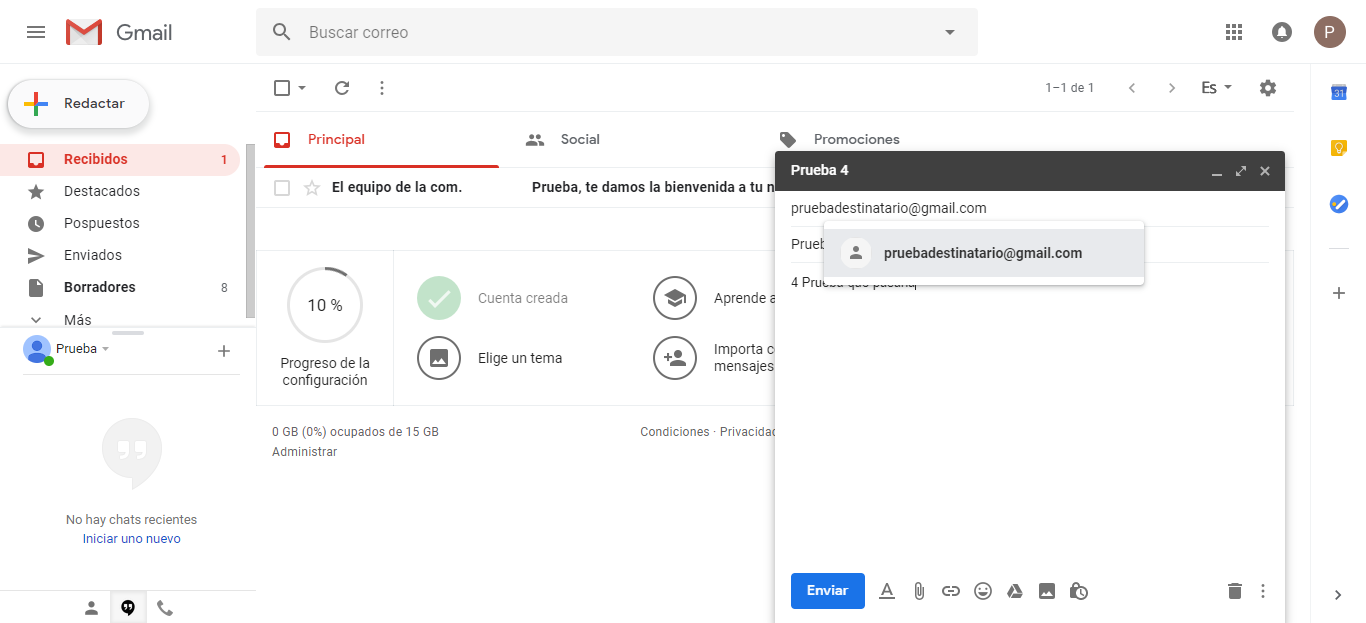 Gmail
Buscar correo
P
Redactar
1–1 de 1
Es
31
Principal
Social
Promociones
Recibidos 1
Destacados
Pospuestos
Enviados
Borradores 8
Más
El equipo de la com. Prueba, te damos la bienvenida a tu n
10 %
Progreso de la
configuración
Cuenta creada
Elige un tema
Aprende a
Importa c
mensajes
0 GB (0%) ocupados de 15 GB
Administrar
Condiciones · Privacidad
Prueba
No hay chats recientes
Iniciar uno nuevo
Prueba 4
pruebadestinatario@gmail.com
Prueb
pruebadestinatario@gmail.com
4 Prueba que
Enviar